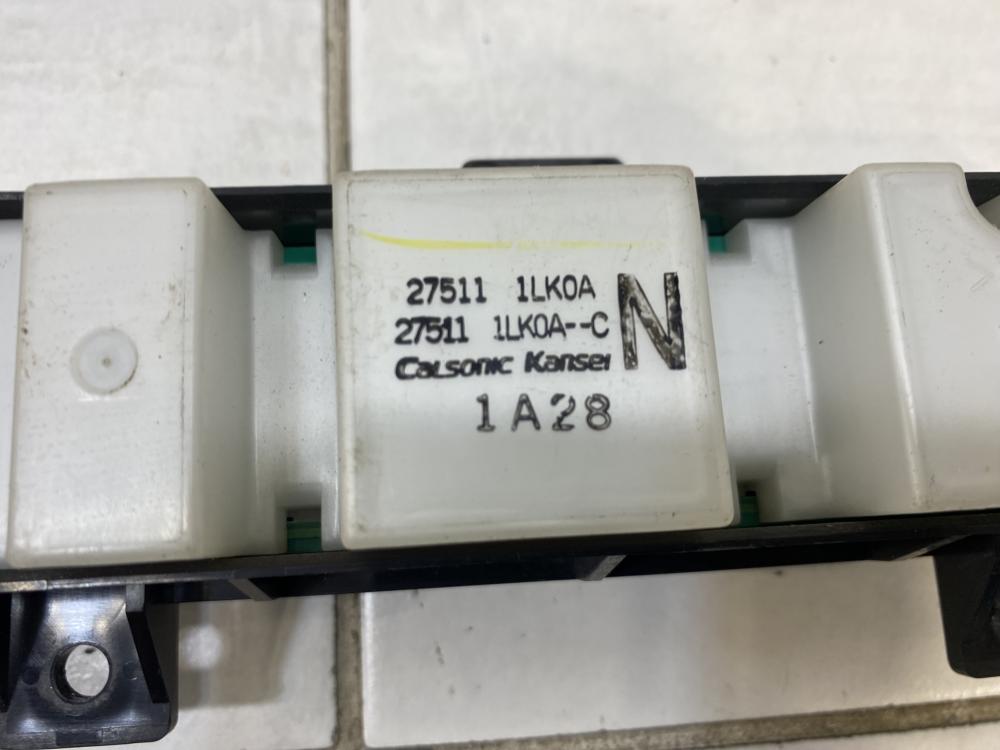 27511 1LK0A
27511 1LK0A--C
N
CALSONIC KANSEI
1A28